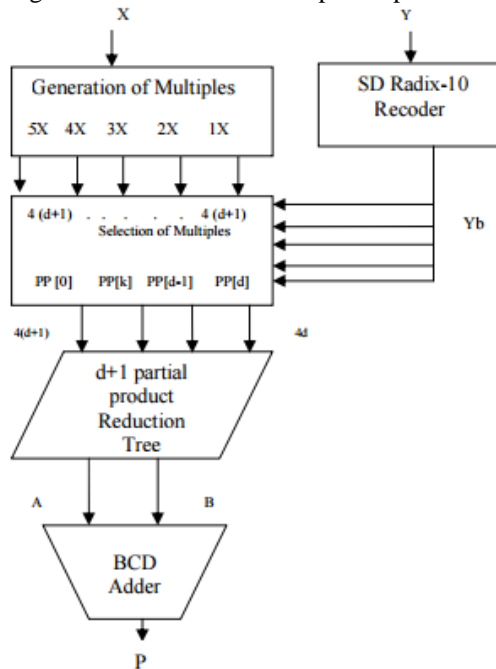 X
Y
Generation of Multiples
5X 4X 3X 2X 1X
SD Radix-10
Recoder
4 (d+1) . . . . . 4 (d+1)
Selection of Multiples
Yb
PP [0] PP[k] PP[d-1] PP[d]
4(d+1)
4d
d+1 partial
product
Reduction
Tree
A
B
BCD
Adder
P